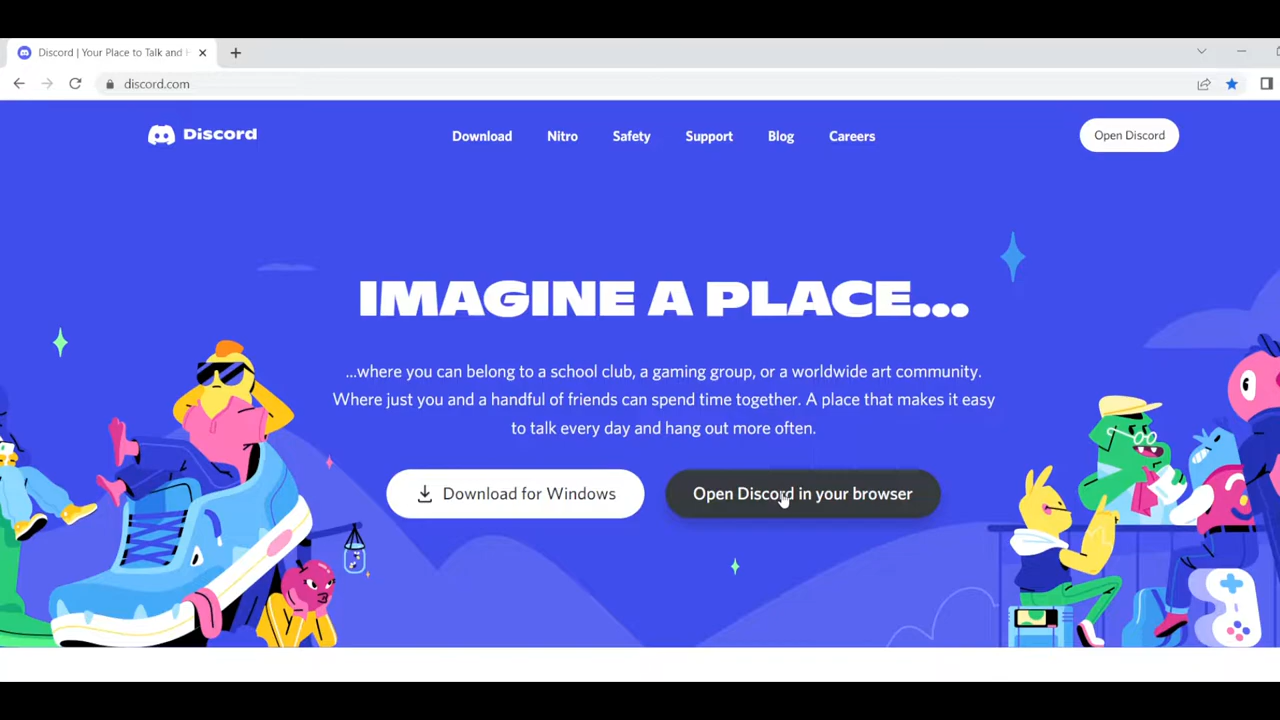 Discord | Your Place to Talk and
discord.com
Discord
Download Nitro Safety Support Blog Careers
Open Discord
IMAGINE A PLACE...
...where you can belong to a school club, a gaming group, or a worldwide art community.
Where just you and a handful of friends can spend time together. A place that makes it easy
to talk every day and hang out more often.
Download for Windows
Open Discord in your browser